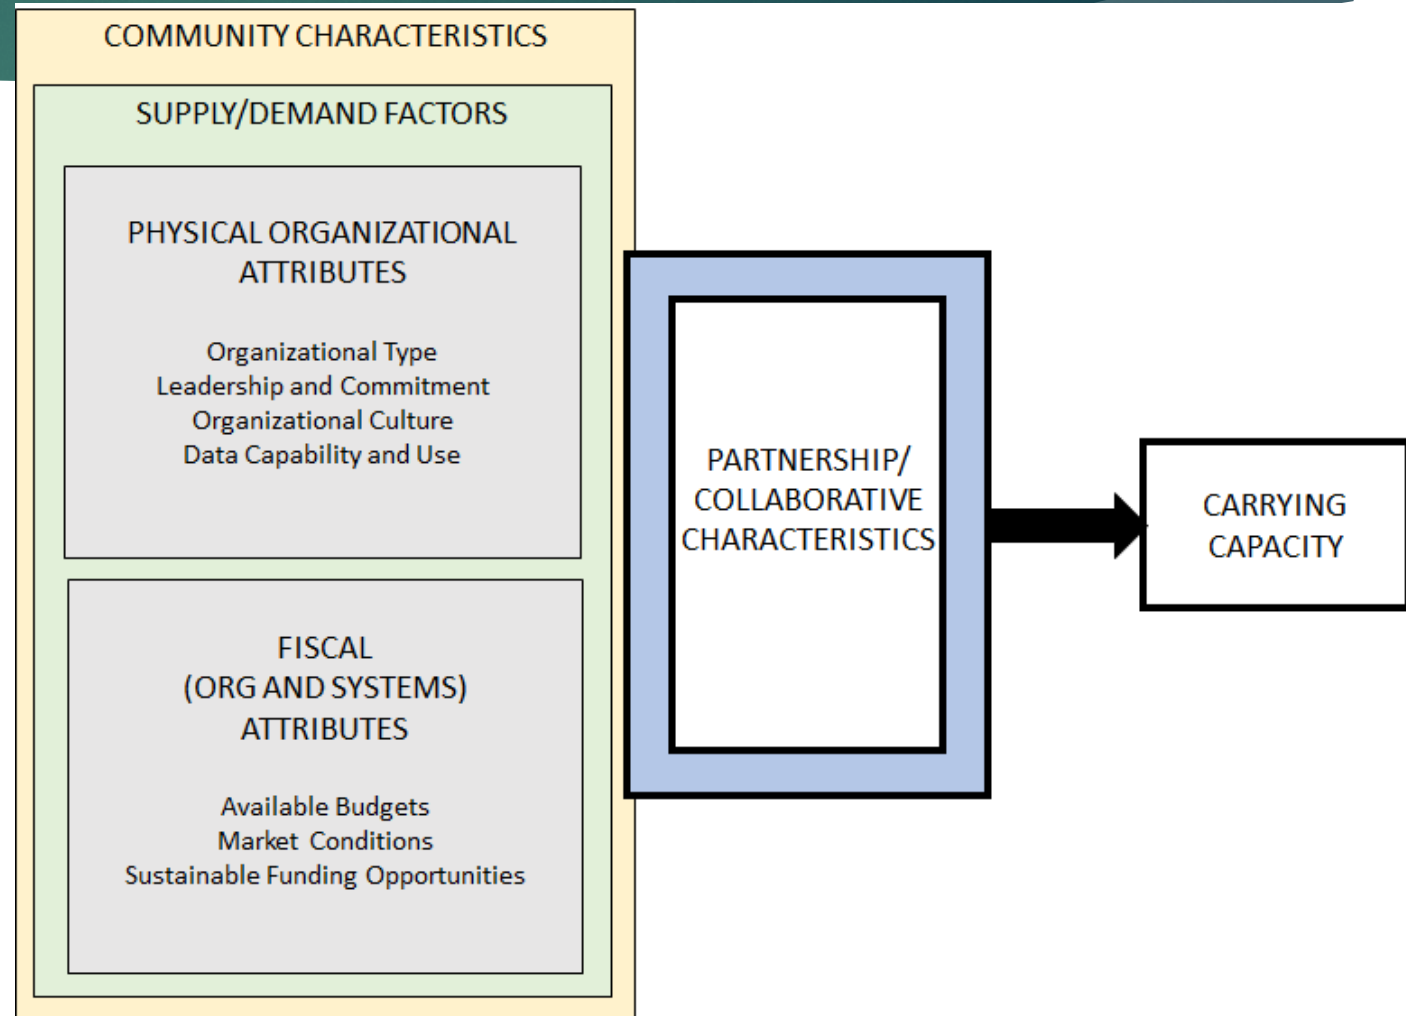 COMMUNITY CHARACTERISTICS
SUPPLY/DEMAND FACTORS
PHYSICAL ORGANIZATIONAL
ATTRIBUTES
Organizational Type
Leadership and Commitment
Organizational Culture
Data Capability and Use
FISCAL
(ORG AND SYSTEMS)
ATTRIBUTES
Available Budgets
Market Conditions
Sustainable Funding Opportunities
PARTNERSHIP/
COLLABORATIVE
CHARACTERISTICS
CARRYING
CAPACITY